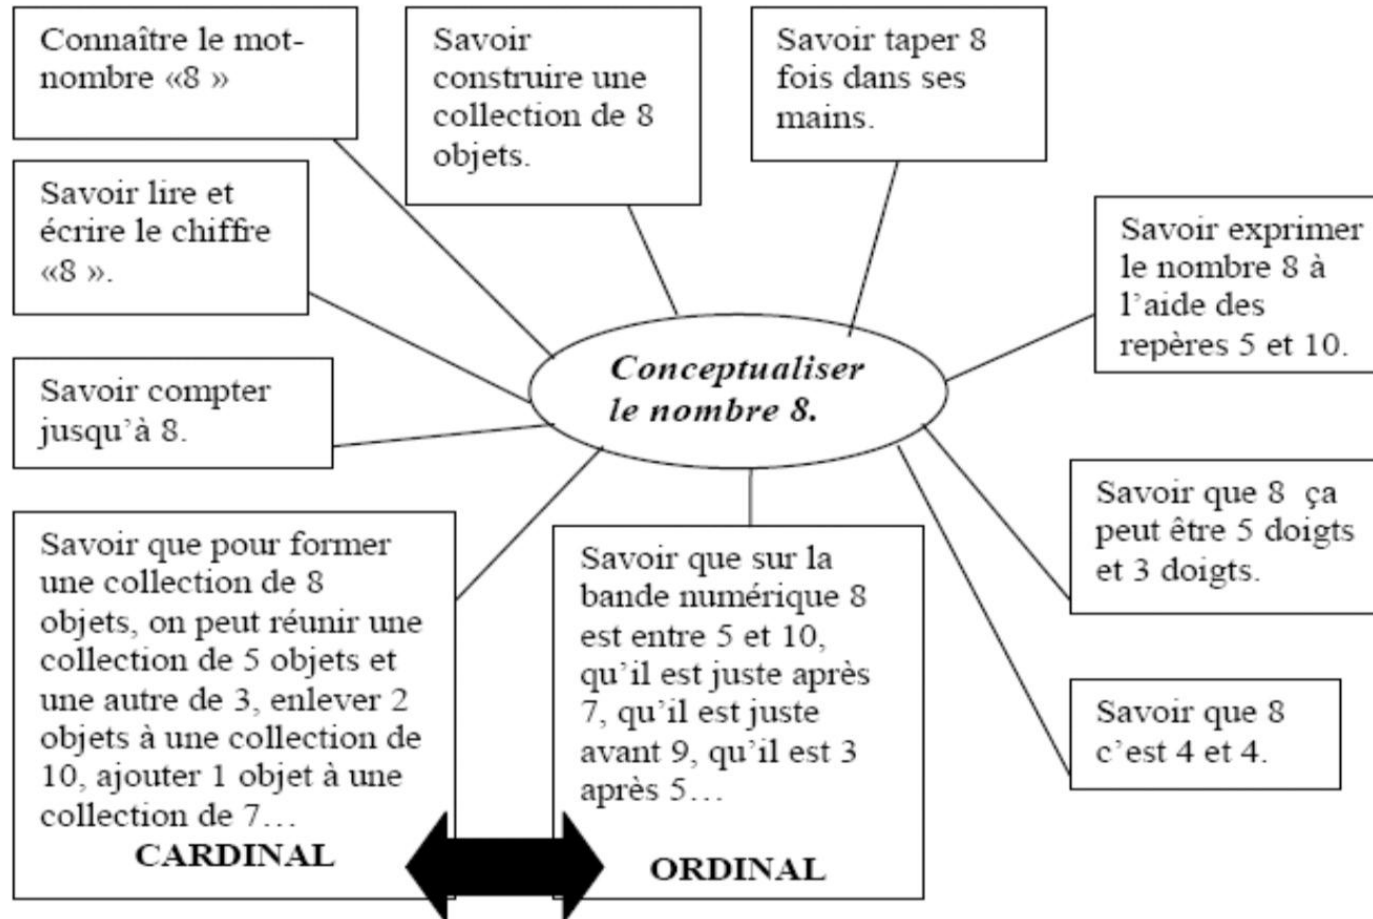 Connaître le mot-
nombre «8 »
Savoir
construire une
collection de 8
objets.
Savoir taper 8
fois dans ses
mains.
Savoir lire et
écrire le chiffre
«8 ».
Savoir exprimer
le nombre 8 à
l’aide des
repères 5 et 10.
Conceptualiser
le nombre 8.
Savoir compter
jusqu’à 8.
Savoir que 8  ça
peut être 5 doigts
et 3 doigts.
Savoir que pour former
une collection de 8
objets, on peut réunir une
collection de 5 objets et
une autre de 3, enlever 2
objets à une collection de
10, ajouter 1 objet à une
collection de 7…
CARDINAL
Savoir que sur la
bande numérique 8
est entre 5 et 10,
qu’il est juste après
7, qu’il est juste
avant 9, qu’il est 3
après 5…
ORDINAL
Savoir que 8
c’est 4 et 4.